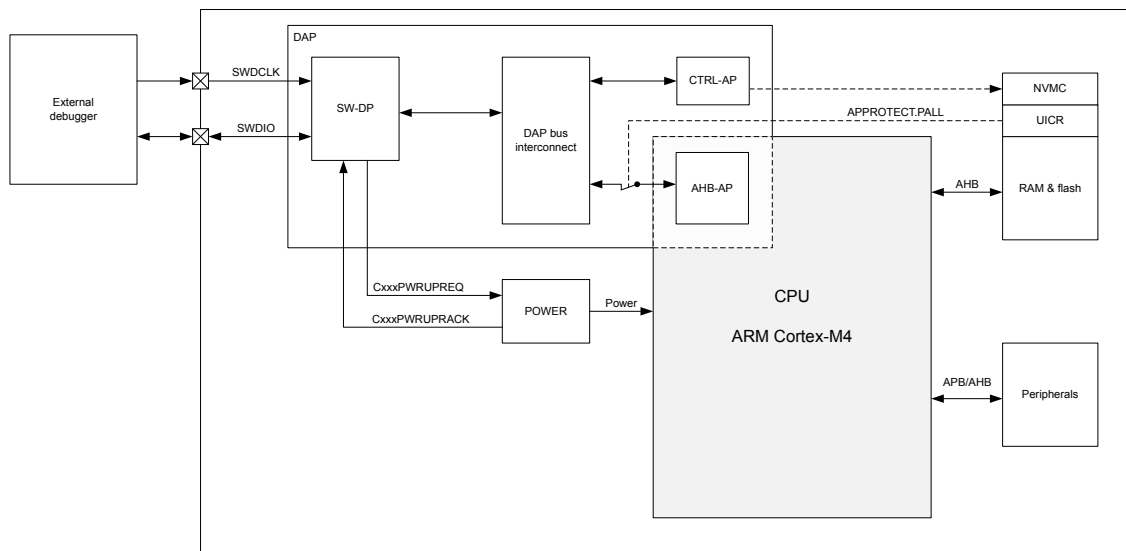 DAP
External
debugger
SWDCLK
SWDIO
SW-DP
DAP bus
interconnect
CTRL-AP
AHB-AP
NVMC
UICR
APPROTECT.PALL
RAM & flash
AHB
CxxxPWRUPREQ
CxxxPWRUPRACK
POWER
Power
CPU
ARM Cortex-M4
APB/AHB
Peripherals